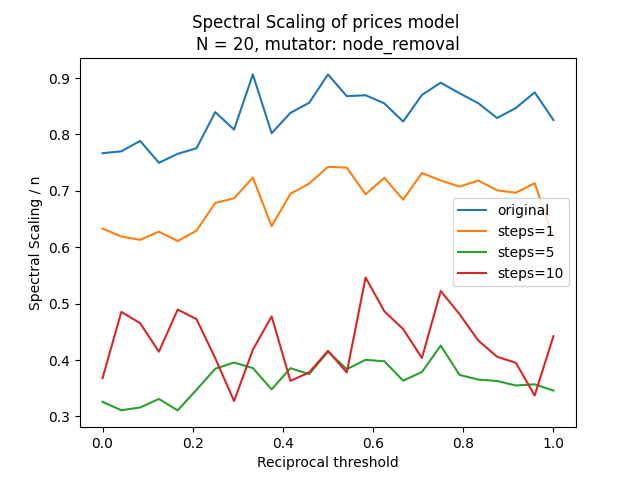 Spectral Scaling of prices model
N = 20, mutator: node_removal
0.9
0.8
0.7
0.6
0.5
0.4
0.3
Spectral Scaling / n
original
steps=1
steps=5
steps=10
0.0 0.2 0.4 0.6 0.8 1.0
Reciprocal threshold